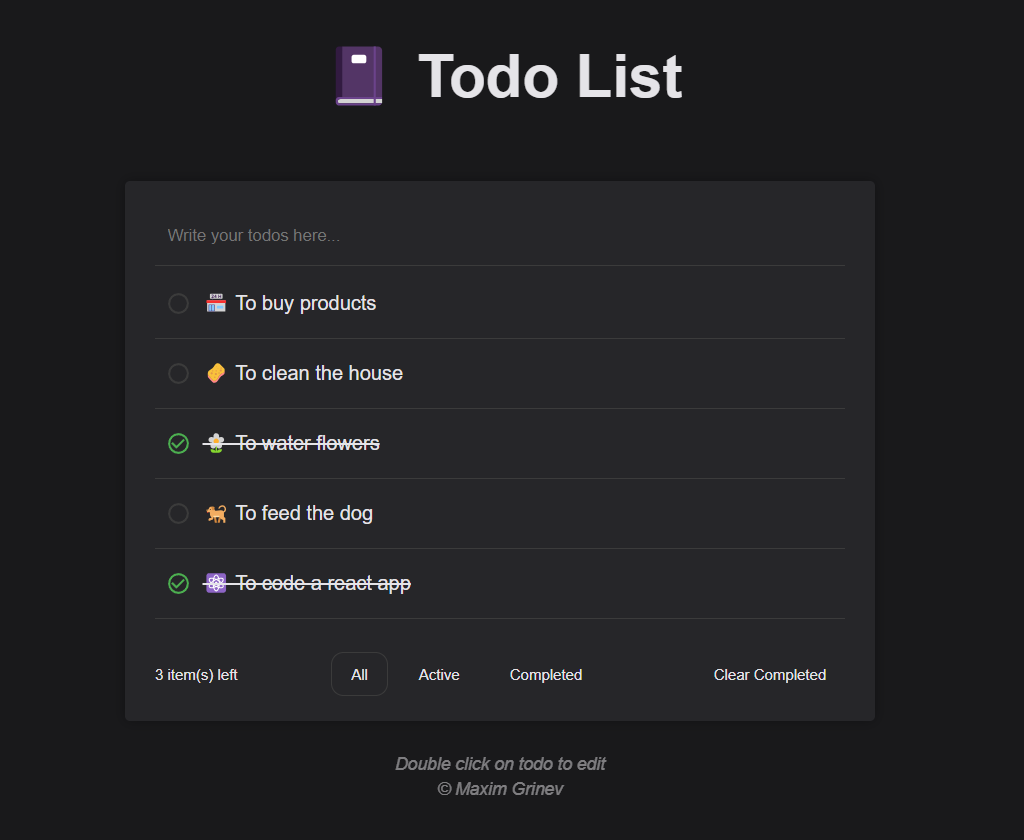 Todo List
Write your todos here...
To buy products
To clean the house
To water flowers
To feed the dog
To code a react app
3 item(s) left All Active Completed Clear Completed
Double click on todo to edit
© Maxim Grinev